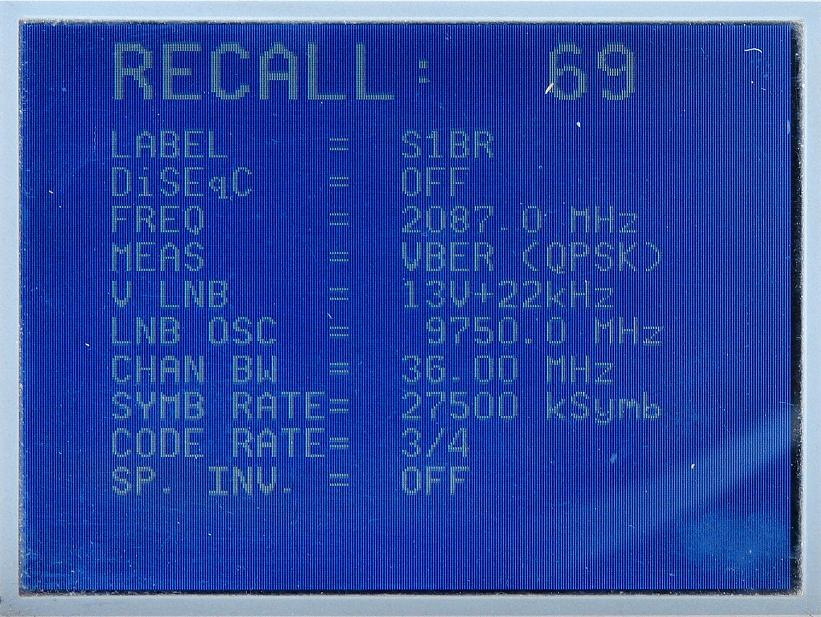 RECALL: 69
LABEL = S1BR
DiSEqC = OFF
FREQ = 2087.0 MHz
MEAS = VBER (QPSK)
V LNB = 13V+22kHz
LNB OSC = 9750.0 MHz
CHAN BW = 36.00 MHz
SYMB RATE= 27500 kSymb
CODE RATE= 3/4
SP. INV. = OFF